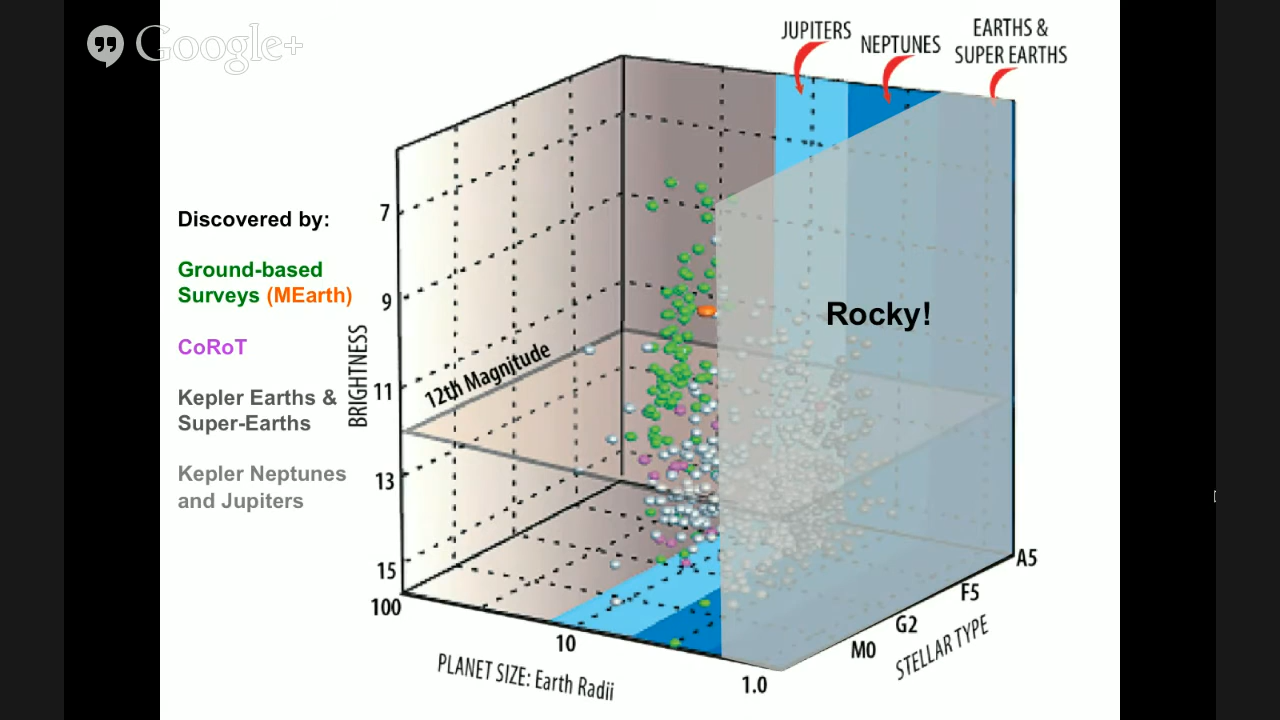 Google+
JUPITERS
NEPTUNES
EARTHS &
SUPER EARTHS
Discovered by:
Ground-based
Surveys (MEarth)
CoRoT
Kepler Earths &
Super-Earths
Kepler Neptunes
and Jupiters
BRIGHTNESS
7
9
11
13
15
12th Magnitude
Rocky!
100
10
1.0
PLANET SIZE: Earth Radii
M0
G2
F5
A5
STELLAR TYPE